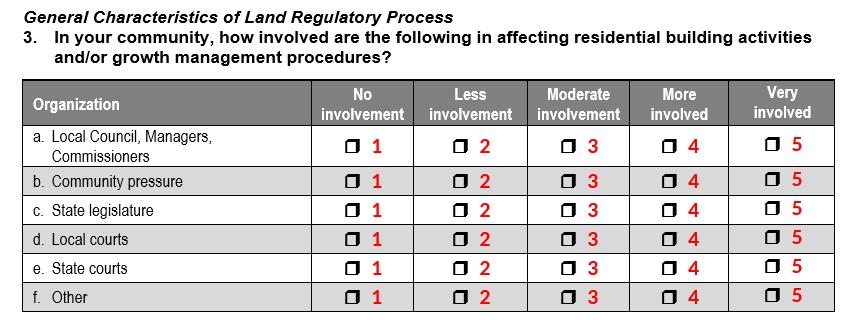 General Characteristics of Land Regulatory Process
3. In your community, how involved are the following in affecting residential building activities
and/or growth management procedures?
Organization No involvement Less involvement Moderate involvement More involved Very involved
a. Local Council, Managers,
Commissioners ❒ 1 ❒ 2 ❒ 3 ❒ 4 ❒ 5
b. Community pressure ❒ 1 ❒ 2 ❒ 3 ❒ 4 ❒ 5
c. State legislature ❒ 1 ❒ 2 ❒ 3 ❒ 4 ❒ 5
d. Local courts ❒ 1 ❒ 2 ❒ 3 ❒ 4 ❒ 5
e. State courts ❒ 1 ❒ 2 ❒ 3 ❒ 4 ❒ 5
f. Other ❒ 1 ❒ 2 ❒ 3 ❒ 4 ❒ 5